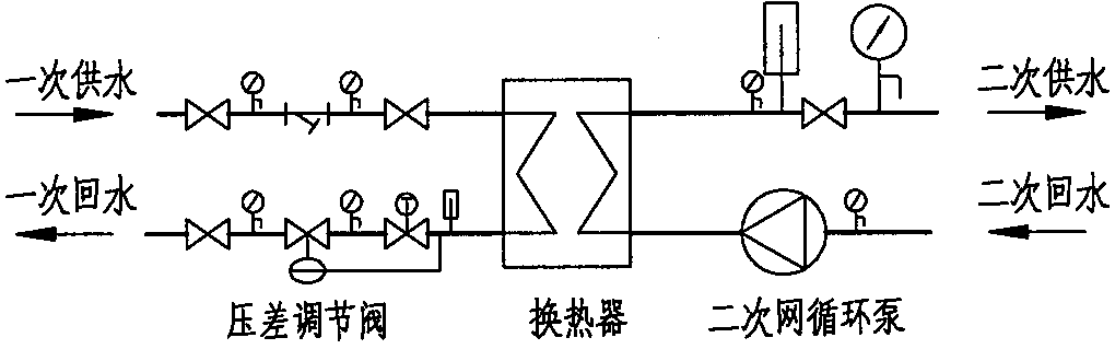 一次供水
二次供水
一次回水
二次回水
压差调节阀
换热器
二次网循环泵